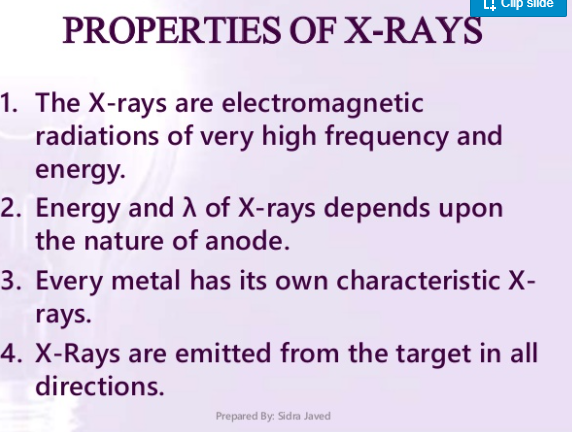 Clip slide
PROPERTIES OF X-RAYS
1. The X-rays are electromagnetic
radiations of very high frequency and
energy.
2. Energy and λ of X-rays depends upon
the nature of anode.
3. Every metal has its own characteristic X-
rays.
4. X-Rays are emitted from the target in all
directions.
Prepared By: Sidra Javed